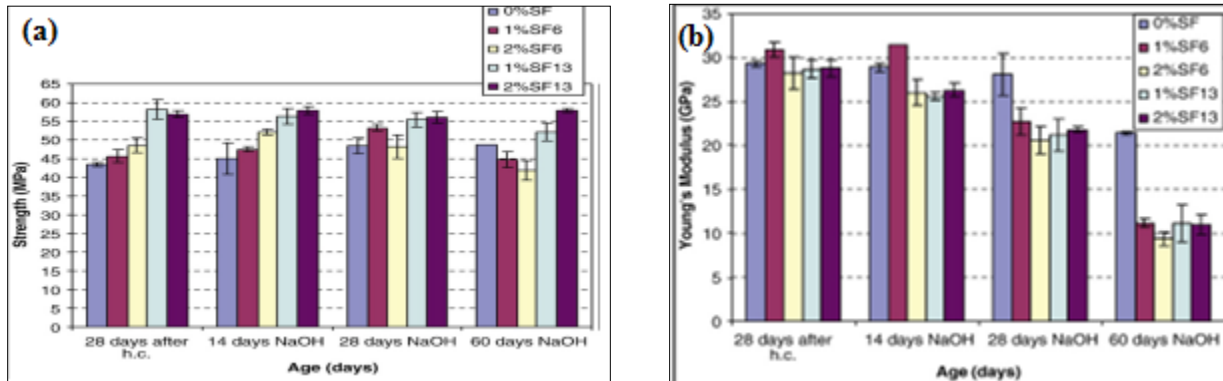 (a)
0%SF
1%SF6
2%SF6
1%SF13
2%SF13
65
60
55
50
45
40
35
30
25
20
15
10
5
0
Strength (MPa)
28 days after h.c.
14 days NaOH
28 days NaOH
60 days NaOH
Age (days)
(b)
0%SF
1%SF6
2%SF6
1%SF13
2%SF13
35
30
25
20
15
10
5
0
Young's Modulus (GPa)
28 days after h.c.
14 days NaOH
28 days NaOH
60 days NaOH
Age (days)